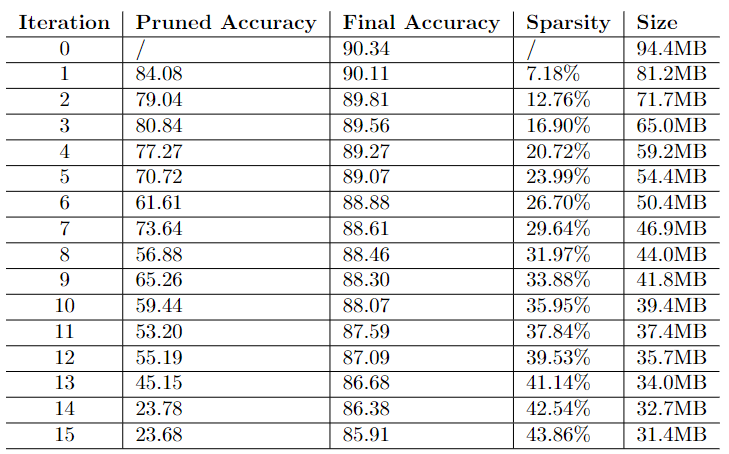 Iteration Pruned Accuracy Final Accuracy Sparsity Size
0 / 90.34 / 94.4MB
1 84.08 90.11 7.18% 81.2MB
2 79.04 89.81 12.76% 71.7MB
3 80.84 89.56 16.90% 65.0MB
4 77.27 89.27 20.72% 59.2MB
5 70.72 89.07 23.99% 54.4MB
6 61.61 88.88 26.70% 50.4MB
7 73.64 88.61 29.64% 46.9MB
8 56.88 88.46 31.97% 44.0MB
9 65.26 88.30 33.88% 41.8MB
10 59.44 88.07 35.95% 39.4MB
11 53.20 87.59 37.84% 37.4MB
12 55.19 87.09 39.53% 35.7MB
13 45.15 86.68 41.14% 34.0MB
14 23.78 86.38 42.54% 32.7MB
15 23.68 85.91 43.86% 31.4MB